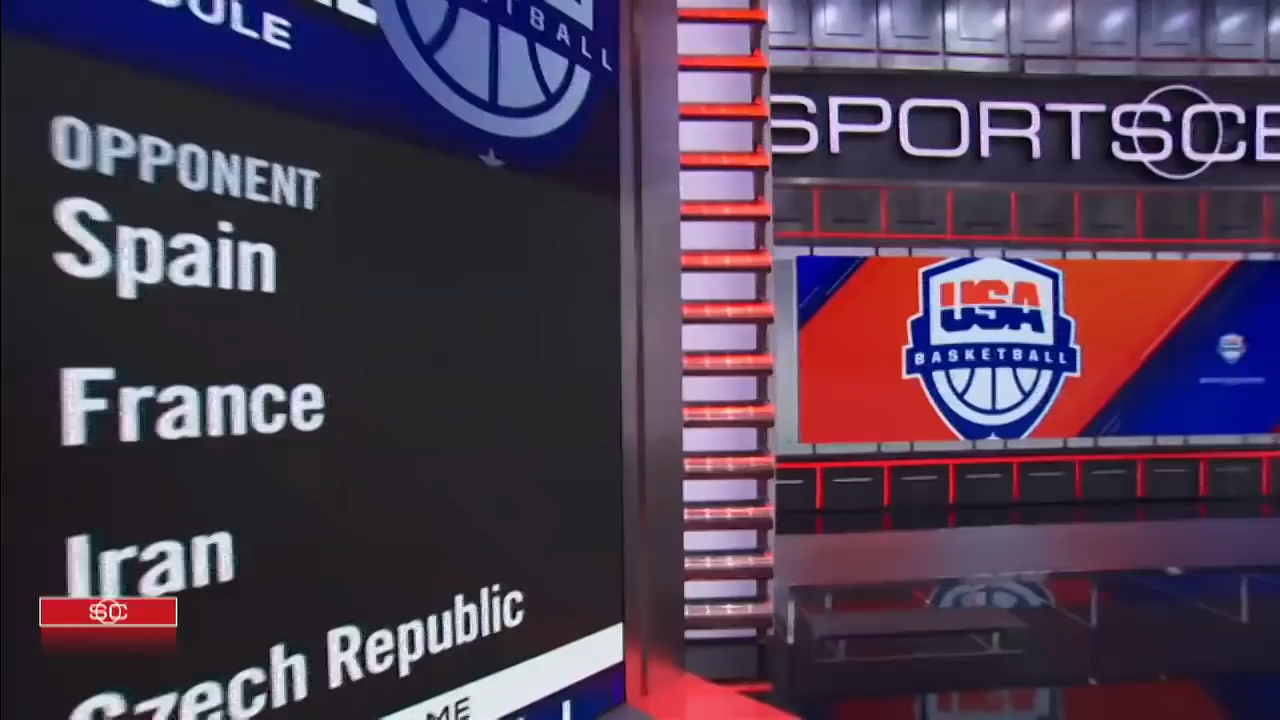 OPPONENT
Spain
France
Iran
Czech Republic
SC
SPORTSCE
USA
BASKETBALL